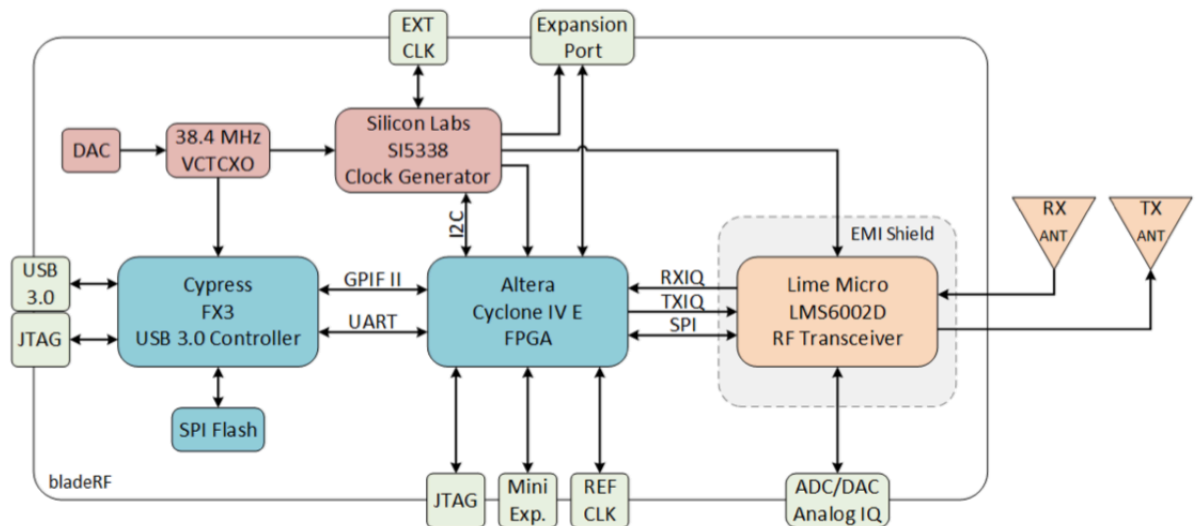 EXT
CLK
Expansion
Port
DAC
38.4 MHz
VCTCXO
Silicon Labs
SI5338
Clock Generator
I2C
RX
ANT
TX
ANT
EMI Shield
USB
3.0
JTAG
Cypress
FX3
USB 3.0 Controller
GPIF II
UART
Altera
Cyclone IV E
FPGA
RXIQ
TXIQ
SPI
Lime Micro
LMS6002D
RF Transceiver
SPI Flash
bladeRF
JTAG
Mini
Exp.
REF
CLK
ADC/DAC
Analog IQ